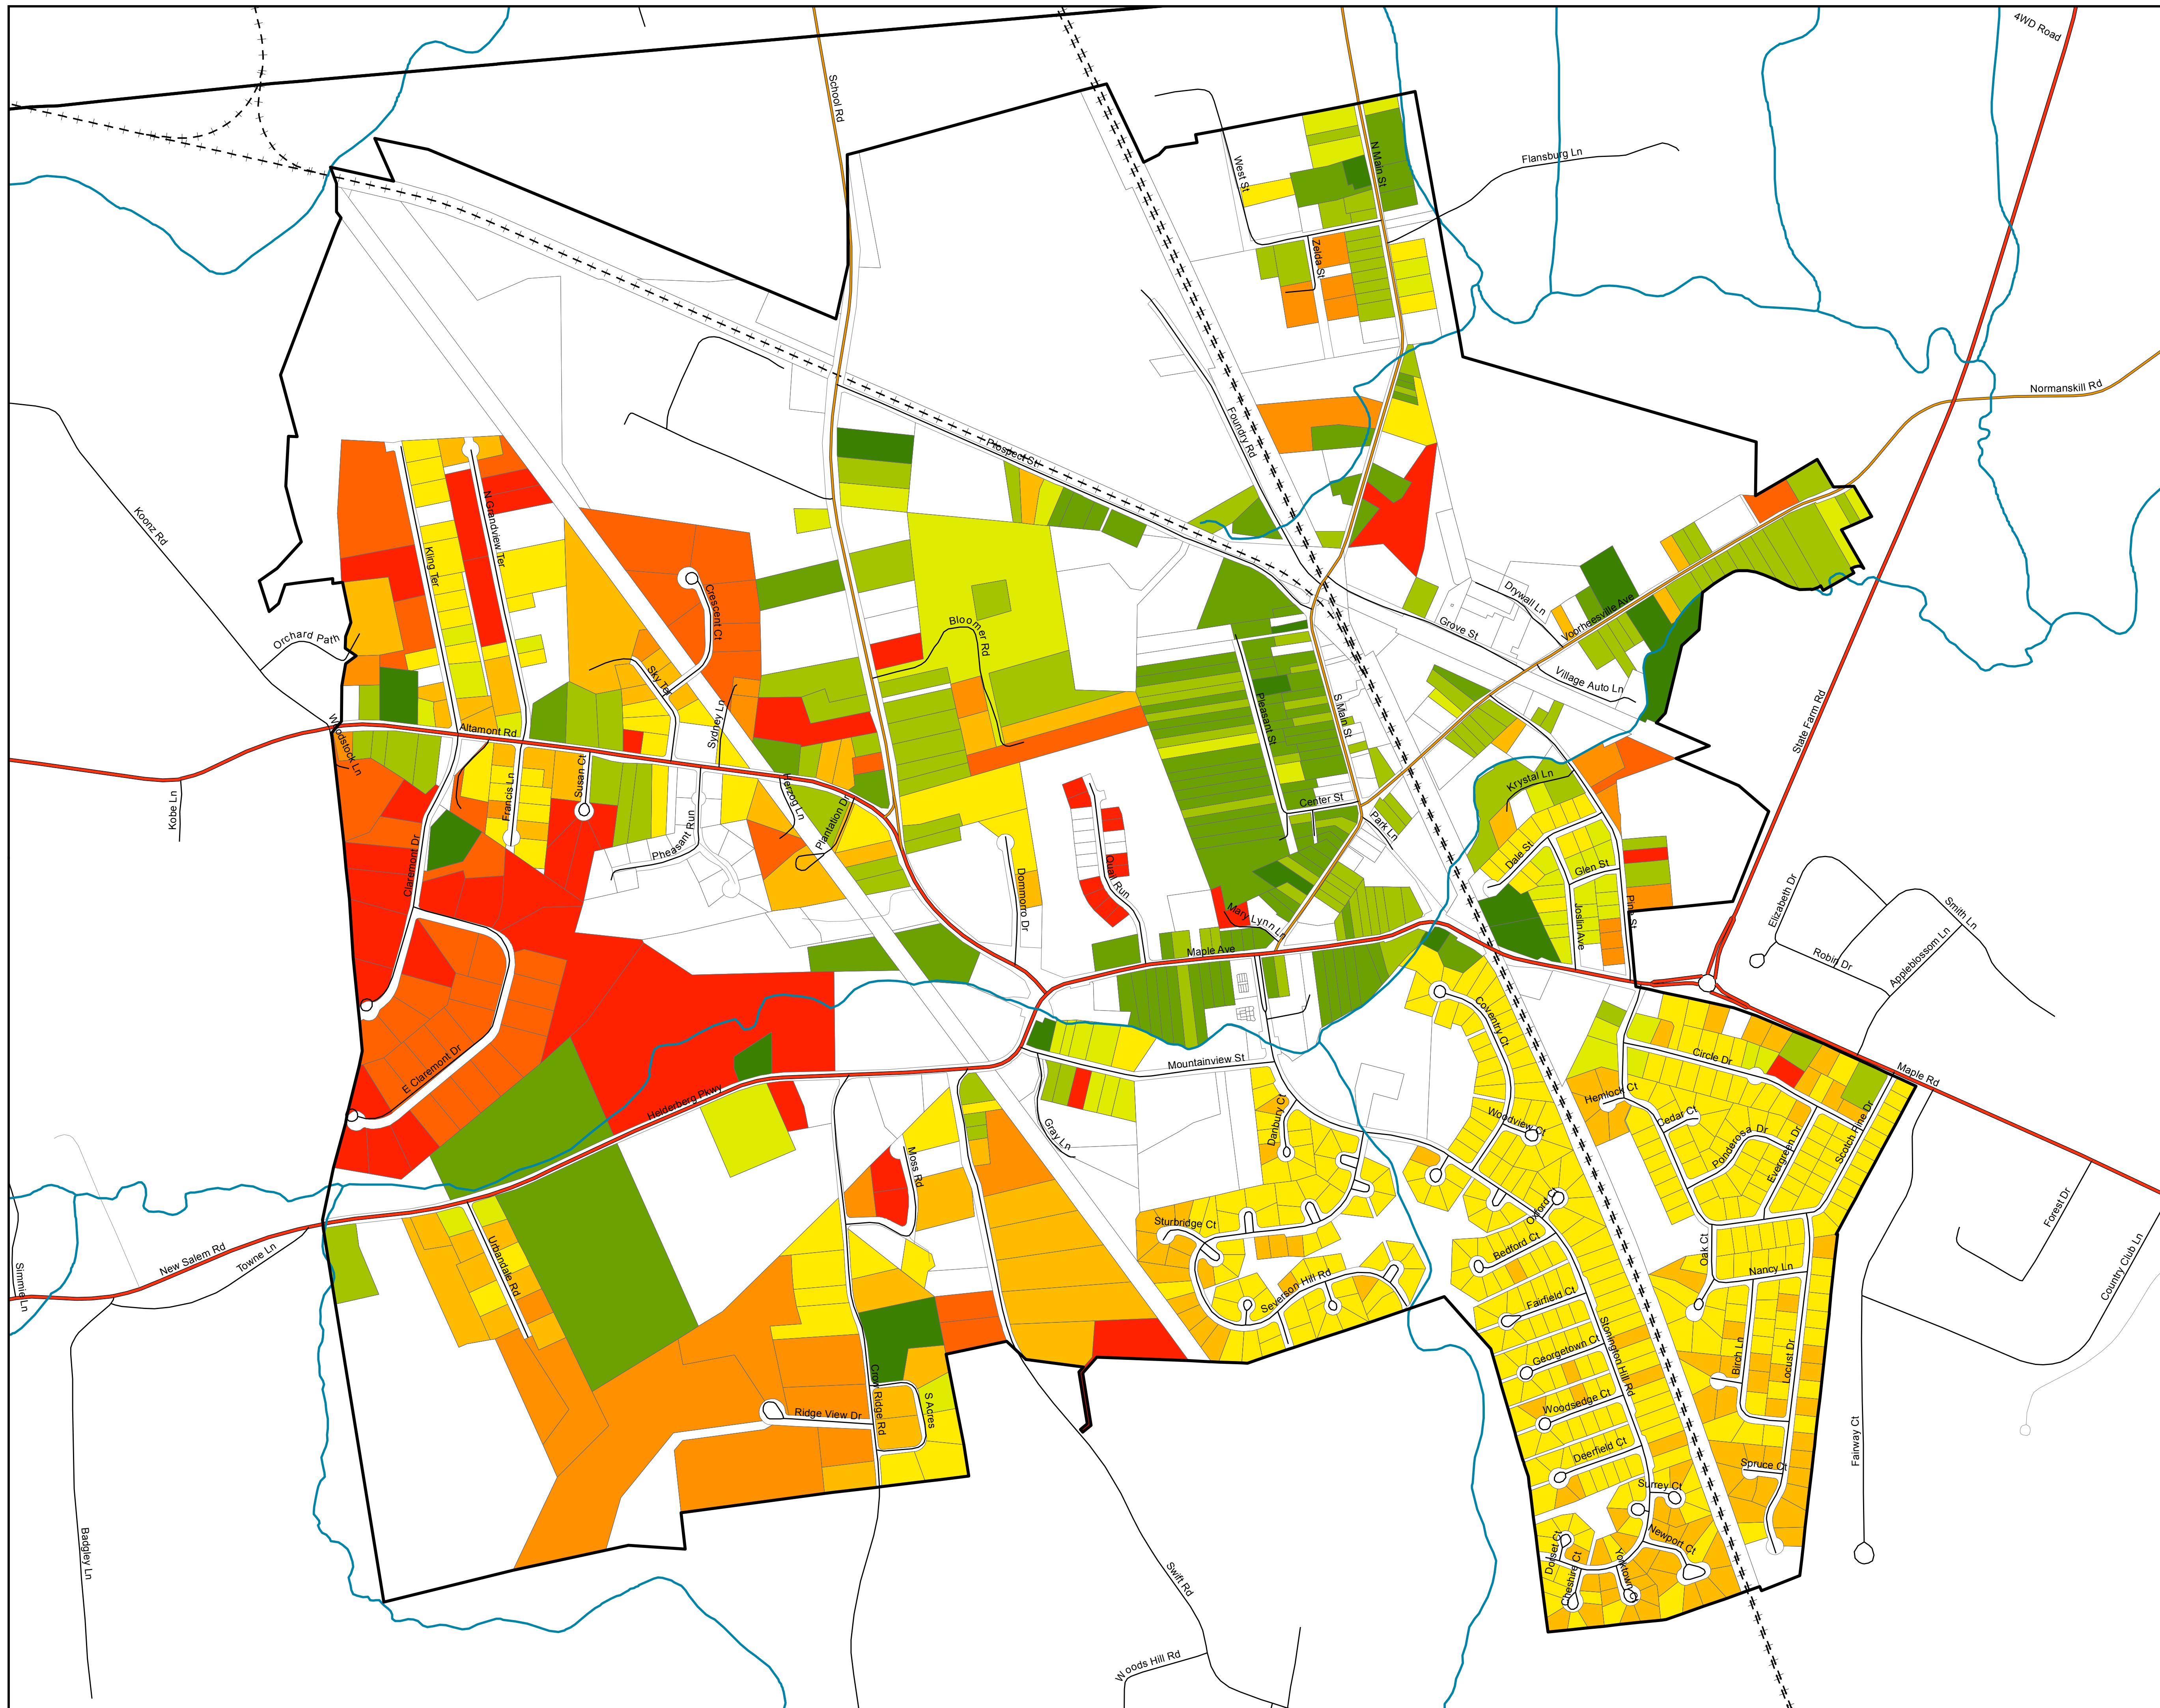 4WD Road
School Rd
N Main St
West St
Flansburg Ln
Zelda St
Normanskill Rd
Foundry Rd
Prospect St
Koonz Rd
N Grandview Ter
Kling Ter
Crescent Ct
Orchard Path
Bloomer Rd
Drywall Ln
Voorheesville Ave
Grove St
Village Auto Ln
Sky Ter
Sydney Ln
Pleasant St
S Main St
State Farm Rd
Altamont Rd
Woodstock Ln
Susan Ct
Francis Ln
Kobe Ln
Herzog Ln
Plantation Dr
Pheasant Run
Center St
Park Ln
Krystal Ln
Dale St
Glen St
Claremont Dr
Dommorro Dr
Quail Run
Mary Lynn Ln
Joslin Ave
Pine St
Elizabeth Dr
Smith Ln
Robin Dr
Appleblossom Ln
Maple Ave
Coventry Ct
E Claremont Dr
Mountainview St
Circle Dr
Maple Rd
Helderberg Pkwy
Gray Ln
Danbury Ct
Woodview Ct
Hemlock Ct
Cedar Ct
Ponderosa Dr
Evergreen Dr
Scotch Pine Dr
Moss Rd
Forest Dr
Sturbridge Ct
Oxford Ct
Bedford Ct
Oak Ct
Nancy Ln
Country Club Ln
New Salem Rd
Towne Ln
Simmie Ln
Urbandale Rd
Severson Hill Rd
Fairfield Ct
Georgetown Ct
Stonington Hill Rd
Birch Ln
Locust Dr
Crow Ridge Rd
S Acres
Ridge View Dr
Woodsedge Ct
Deerfield Ct
Spruce Ct
Fairway Ct
Surrey Ct
Newport Ct
Dorset Ct
Cheshire Ct
Yorktown Ct
Badgley Ln
Swift Rd
Woods Hill Rd